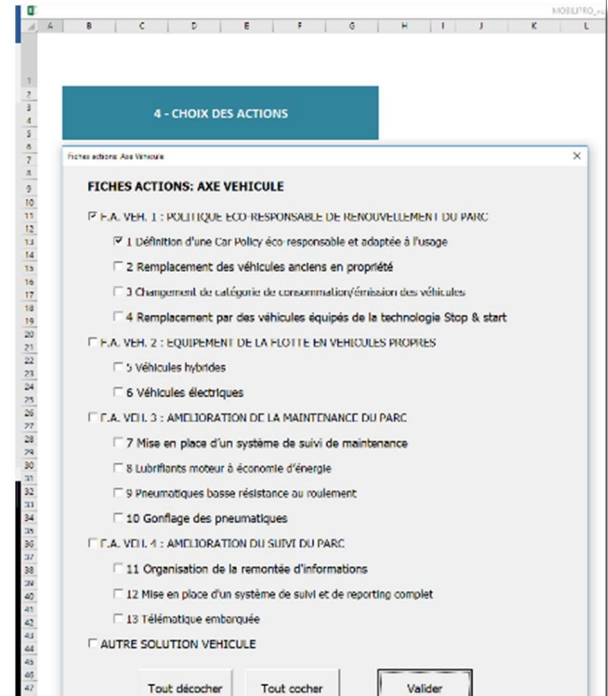 A B C D E F G H I J K L
4 - CHOIX DES ACTIONS
Fiches actions: Axe Véhicule
FICHES ACTIONS: AXE VEHICULE
F.A. VEH. 1 : POLITIQUE ECO-RESPONSABLE DE RENOUVELLEMENT DU PARC
1 Définition d'une Car Policy éco-responsable et adaptée à l'usage
2 Remplacement des véhicules anciens en propriété
3 Changement de catégorie de consommation/émission des véhicules
4 Remplacement par des véhicules équipés de la technologie Stop & start
F.A. VEH. 2 : EQUIPEMENT DE LA FLOTTE EN VEHICULES PROPRES
5 Véhicules hybrides
6 Véhicules électriques
F.A. VEH. 3 : AMELIORATION DE LA MAINTENANCE DU PARC
7 Mise en place d'un système de suivi de maintenance
8 Lubrifiants moteur à économie d'énergie
9 Pneumatiques basse résistance au roulement
10 Gonflage des pneumatiques
F.A. VEH. 4 : AMELIORATION DU SUIVI DU PARC
11 Organisation de la remontée d'informations
12 Mise en place d'un système de suivi et de reporting complet
13 Télématique embarquée
AUTRE SOLUTION VEHICULE
Tout décocher Tout cocher Valider